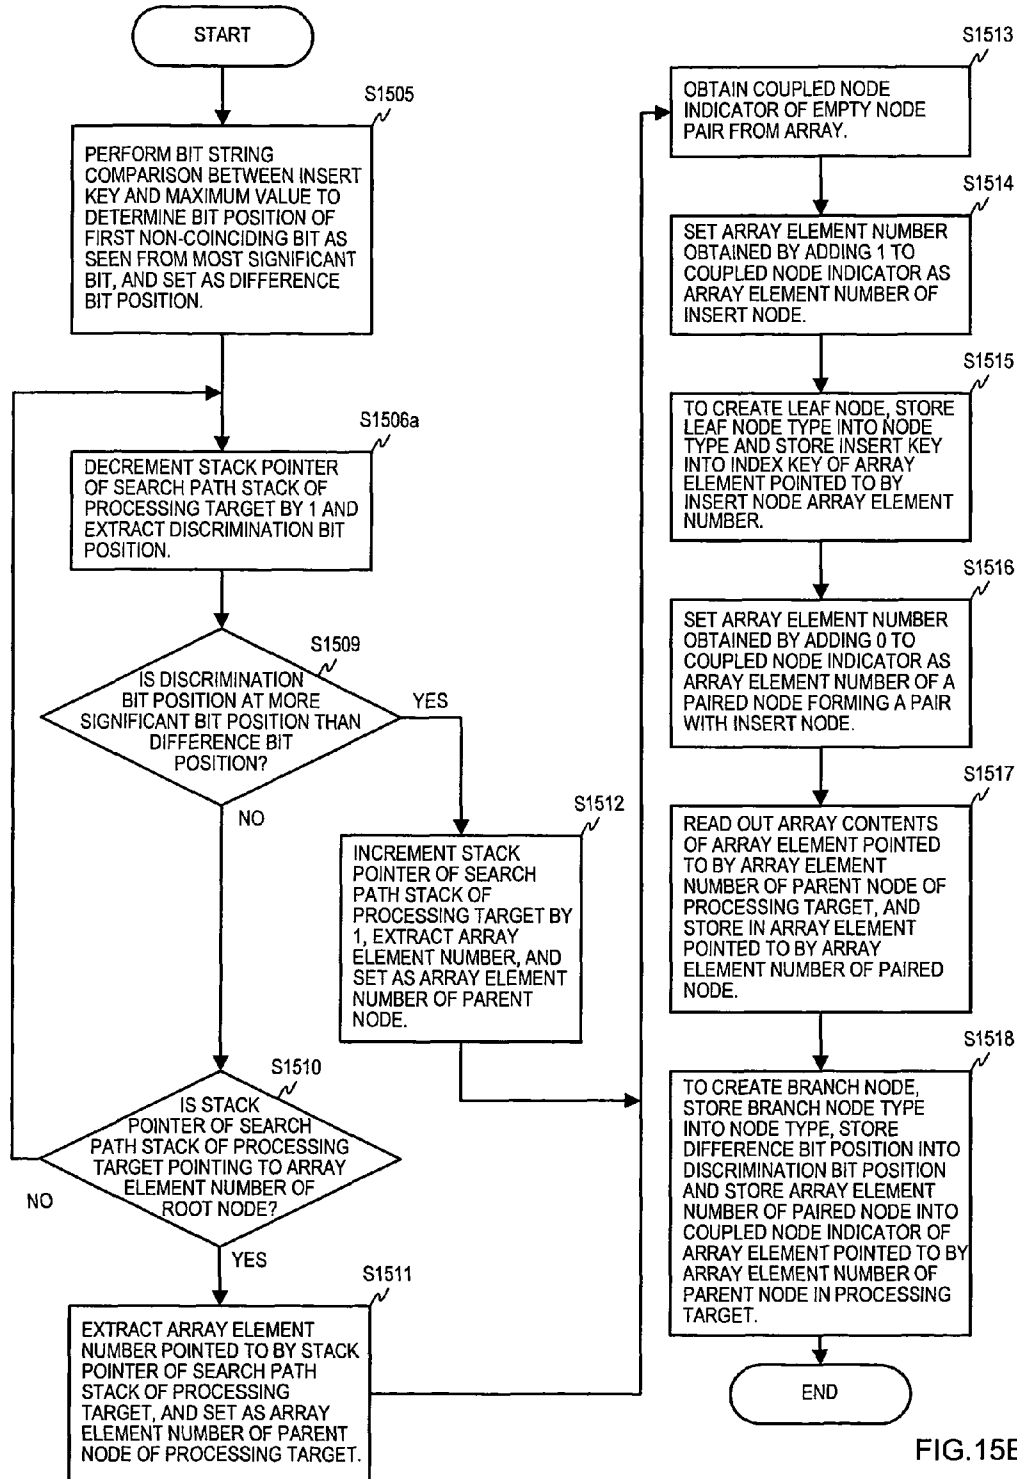 START
S1505
PERFORM BIT STRING
COMPARISON BETWEEN INSERT
KEY AND MAXIMUM VALUE TO
DETERMINE BIT POSITION OF
FIRST NON-COINCIDING BIT AS
SEEN FROM MOST SIGNIFICANT
BIT, AND SET AS DIFFERENCE
BIT POSITION.
S1506a
DECREMENT STACK POINTER
OF SEARCH PATH STACK OF
PROCESSING TARGET BY 1 AND
EXTRACT DISCRIMINATION BIT
POSITION.
S1509
IS DISCRIMINATION
BIT POSITION AT MORE
SIGNIFICANT BIT POSITION THAN
DIFFERENCE BIT
POSITION?
YES
NO
S1512
INCREMENT STACK
POINTER OF SEARCH
PATH STACK OF
PROCESSING TARGET BY
1, EXTRACT ARRAY
ELEMENT NUMBER, AND
SET AS ARRAY ELEMENT
NUMBER OF PARENT
NODE.
S1510
IS STACK
POINTER OF SEARCH
PATH STACK OF PROCESSING
TARGET POINTING TO ARRAY
ELEMENT NUMBER OF
ROOT NODE?
NO
YES
S1511
EXTRACT ARRAY ELEMENT
NUMBER POINTED TO BY STACK
POINTER OF SEARCH PATH
STACK OF PROCESSING
TARGET, AND SET AS ARRAY
ELEMENT NUMBER OF PARENT
NODE OF PROCESSING TARGET.
S1513
OBTAIN COUPLED NODE
INDICATOR OF EMPTY NODE
PAIR FROM ARRAY.
S1514
SET ARRAY ELEMENT NUMBER
OBTAINED BY ADDING 1 TO
COUPLED NODE INDICATOR AS
ARRAY ELEMENT NUMBER OF
INSERT NODE.
S1515
TO CREATE LEAF NODE, STORE
LEAF NODE TYPE INTO NODE
TYPE AND STORE INSERT KEY
INTO INDEX KEY OF ARRAY
ELEMENT POINTED TO BY
INSERT NODE ARRAY ELEMENT
NUMBER.
S1516
SET ARRAY ELEMENT NUMBER
OBTAINED BY ADDING 0 TO
COUPLED NODE INDICATOR AS
ARRAY ELEMENT NUMBER OF A
PAIRED NODE FORMING A PAIR
WITH INSERT NODE.
S1517
READ OUT ARRAY CONTENTS
OF ARRAY ELEMENT POINTED
TO BY ARRAY ELEMENT
NUMBER OF PARENT NODE OF
PROCESSING TARGET, AND
STORE IN ARRAY ELEMENT
POINTED TO BY ARRAY
ELEMENT NUMBER OF PAIRED
NODE.
S1518
TO CREATE BRANCH NODE,
STORE BRANCH NODE TYPE
INTO NODE TYPE, STORE
DIFFERENCE BIT POSITION INTO
DISCRIMINATION BIT POSITION
AND STORE ARRAY ELEMENT
NUMBER OF PAIRED NODE INTO
COUPLED NODE INDICATOR OF
ARRAY ELEMENT POINTED TO BY
ARRAY ELEMENT NUMBER OF
PARENT NODE IN PROCESSING
TARGET.
END
FIG.15B